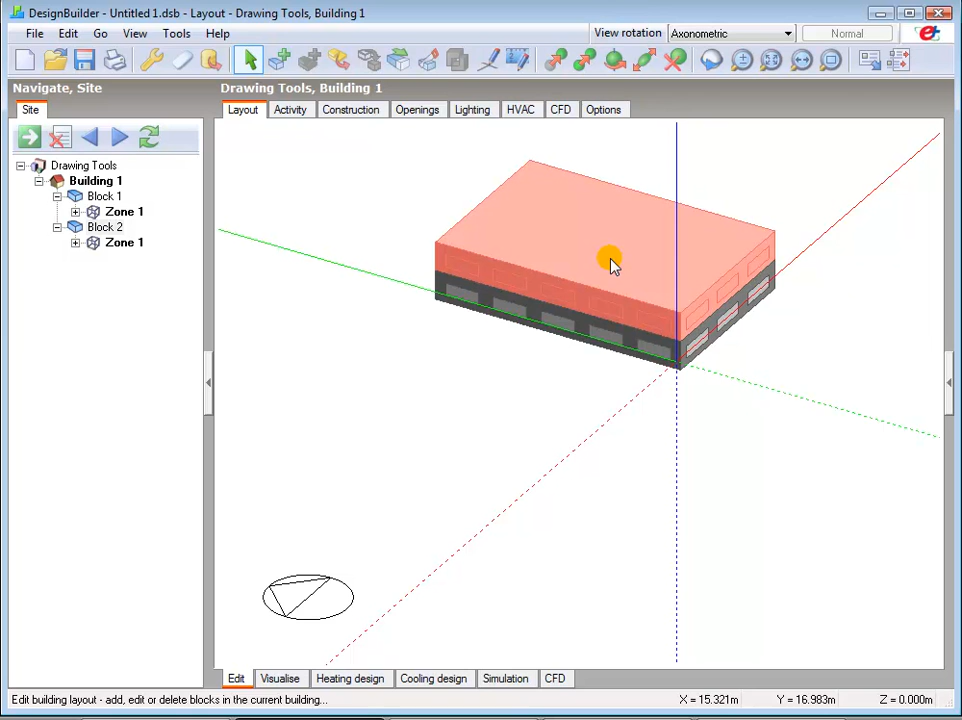 DesignBuilder - Untitled 1.dsb - Layout - Drawing Tools, Building 1
File Edit Go View Tools Help
View rotation Axonometric Normal
Navigate, Site
Drawing Tools, Building 1
Site
Layout Activity Construction Openings Lighting HVAC CFD Options
Drawing Tools
Building 1
Block 1
Zone 1
Block 2
Zone 1
Edit Visualise Heating design Cooling design Simulation CFD
Edit building layout - add, edit or delete blocks in the current building...
X = 15.321m Y = 16.983m Z = 0.000m